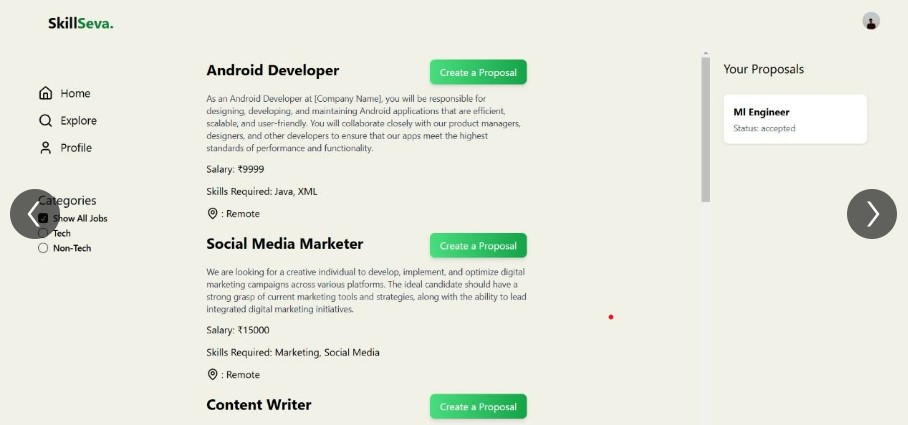 SkillSeva.
Home
Explore
Profile
Categories
Show All Jobs
Tech
Non-Tech
Android Developer
Create a Proposal
As an Android Developer at [Company Name], you will be responsible for
designing, developing, and maintaining Android applications that are efficient,
scalable, and user-friendly. You will collaborate closely with our product managers,
designers, and other developers to ensure that our apps meet the highest
standards of performance and functionality.
Salary: ₹9999
Skills Required: Java, XML
: Remote
Social Media Marketer
Create a Proposal
We are looking for a creative individual to develop, implement, and optimize digital
marketing campaigns across various platforms. The ideal candidate should have a
strong grasp of current marketing tools and strategies, along with the ability to lead
integrated digital marketing initiatives.
Salary: ₹15000
Skills Required: Marketing, Social Media
: Remote
Content Writer
Create a Proposal
Your Proposals
Ml Engineer
Status: accepted